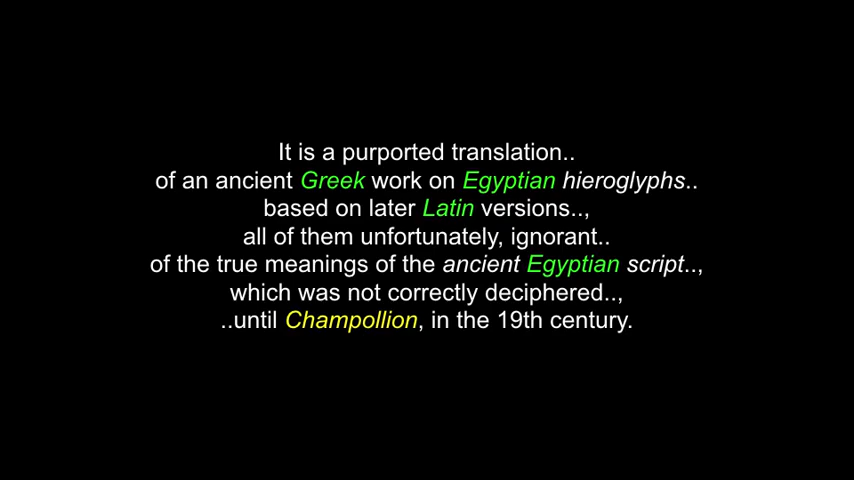 It is a purported translation..
of an ancient Greek work on Egyptian hieroglyphs..
based on later Latin versions..,
all of them unfortunately, ignorant..
of the true meanings of the ancient Egyptian script..,
which was not correctly deciphered..,
..until Champollion, in the 19th century.